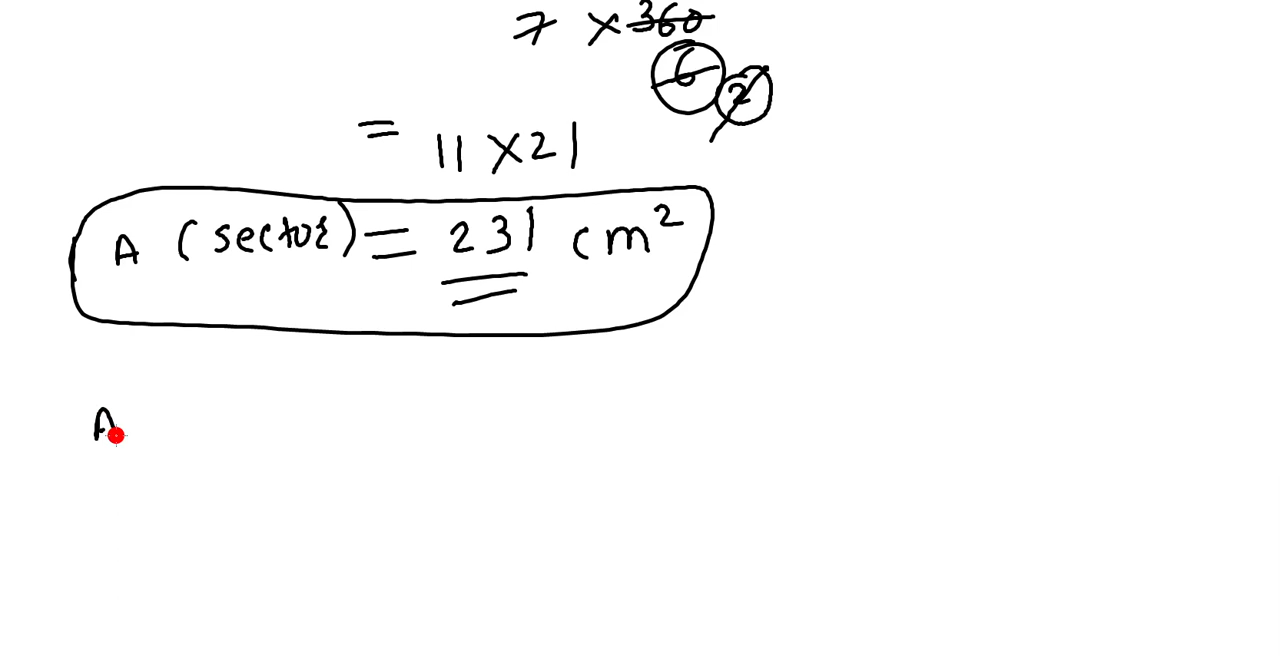 7 × 360
6 2
= 11 × 21
A (sector) = 231 cm²
A